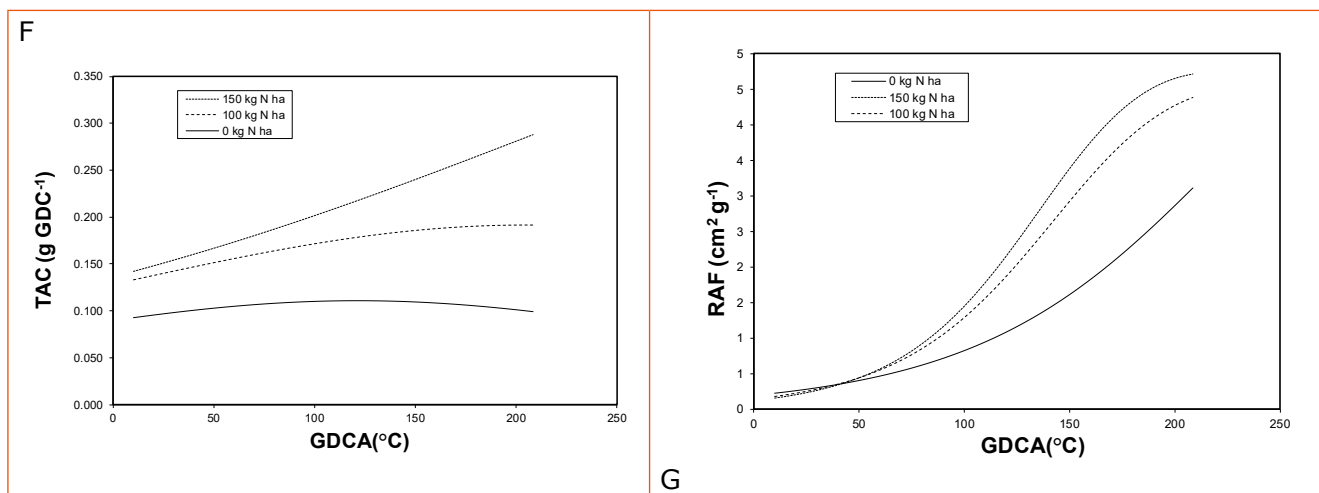 F
0.350
0.300
0.250
0.200
0.150
0.100
0.050
0.000
TAC (g GDC⁻¹)
150 kg N ha
100 kg N ha
0 kg N ha
0 50 100 150 200 250
GDCA(°C)
5
5
4
4
3
3
2
2
1
1
0
RAF (cm² g⁻¹)
0 kg N ha
150 kg N ha
100 kg N ha
0 50 100 150 200 250
GDCA(°C)
G